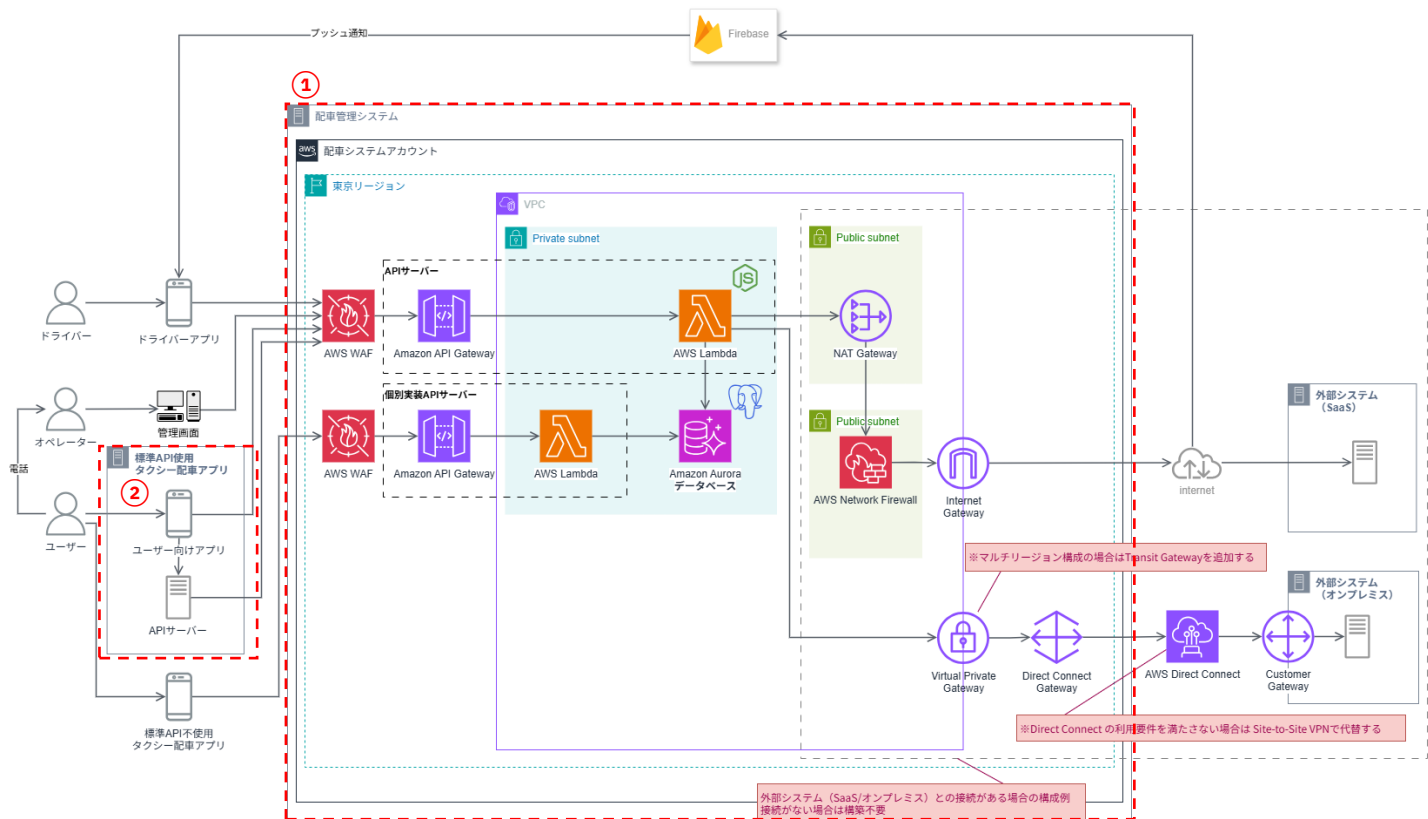 プッシュ通知
Firebase
①
配車管理システム
aws
配車システムアカウント
東京リージョン
VPC
Private subnet
Public subnet
APIサーバー
JS
ドライバー
ドライバーアプリ
AWS WAF
Amazon API Gateway
AWS Lambda
NAT Gateway
個別実装APIサーバー
オペレーター
管理画面
電話
AWS WAF
Amazon API Gateway
AWS Lambda
Amazon Aurora
データベース
Public subnet
AWS Network Firewall
Internet
Gateway
internet
外部システム
（SaaS）
標準API使用
タクシー配車アプリ
②
ユーザー
ユーザー向けアプリ
APIサーバー
※マルチリージョン構成の場合はTransit Gatewayを追加する
外部システム
（オンプレミス）
Virtual Private
Gateway
Direct Connect
Gateway
AWS Direct Connect
Customer
Gateway
標準API不使用
タクシー配車アプリ
※Direct Connect の利用要件を満たさない場合は Site-to-Site VPNで代替する
外部システム（SaaS/オンプレミス）との接続がある場合の構成例
接続がない場合は構築不要